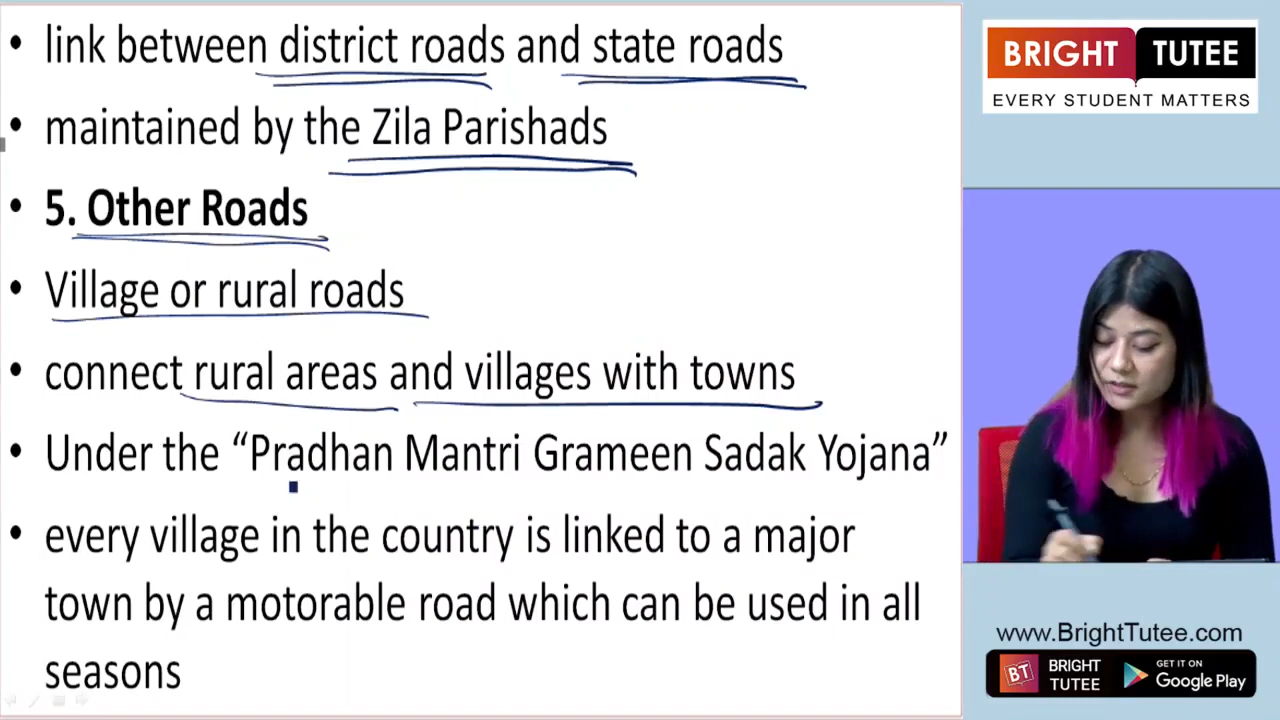 • link between district roads and state roads
• maintained by the Zila Parishads
• 5. Other Roads
• Village or rural roads
• connect rural areas and villages with towns
• Under the “Pradhan Mantri Grameen Sadak Yojana”
• every village in the country is linked to a major
town by a motorable road which can be used in all
seasons
BRIGHT TUTEE
EVERY STUDENT MATTERS
www.BrightTutee.com
BT
BRIGHT
TUTEE
GET IT ON
Google Play